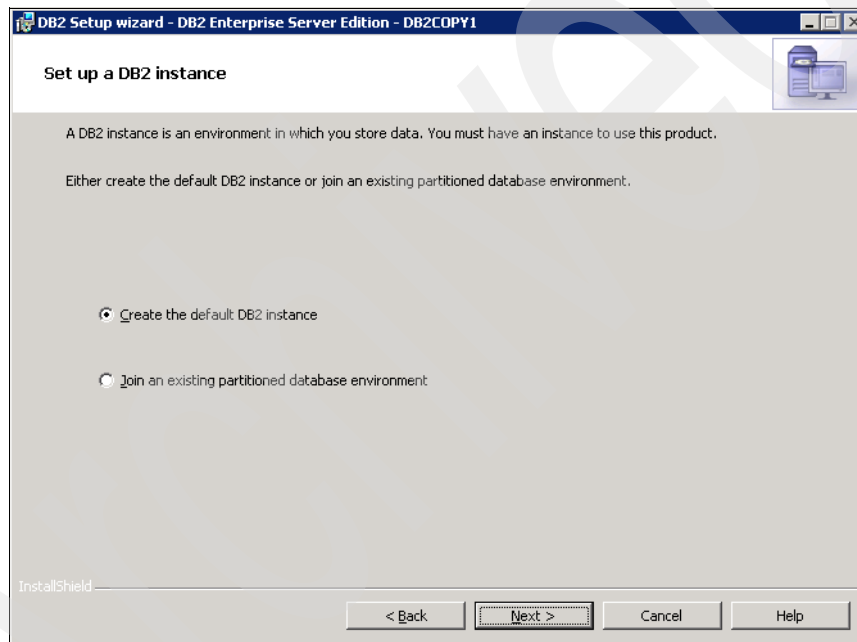 DB2 Setup wizard - DB2 Enterprise Server Edition - DB2COPY1
Set up a DB2 instance
A DB2 instance is an environment in which you store data. You must have an instance to use this product.
Either create the default DB2 instance or join an existing partitioned database environment.
Create the default DB2 instance
Join an existing partitioned database environment
InstallShield
< Back
Next >
Cancel
Help